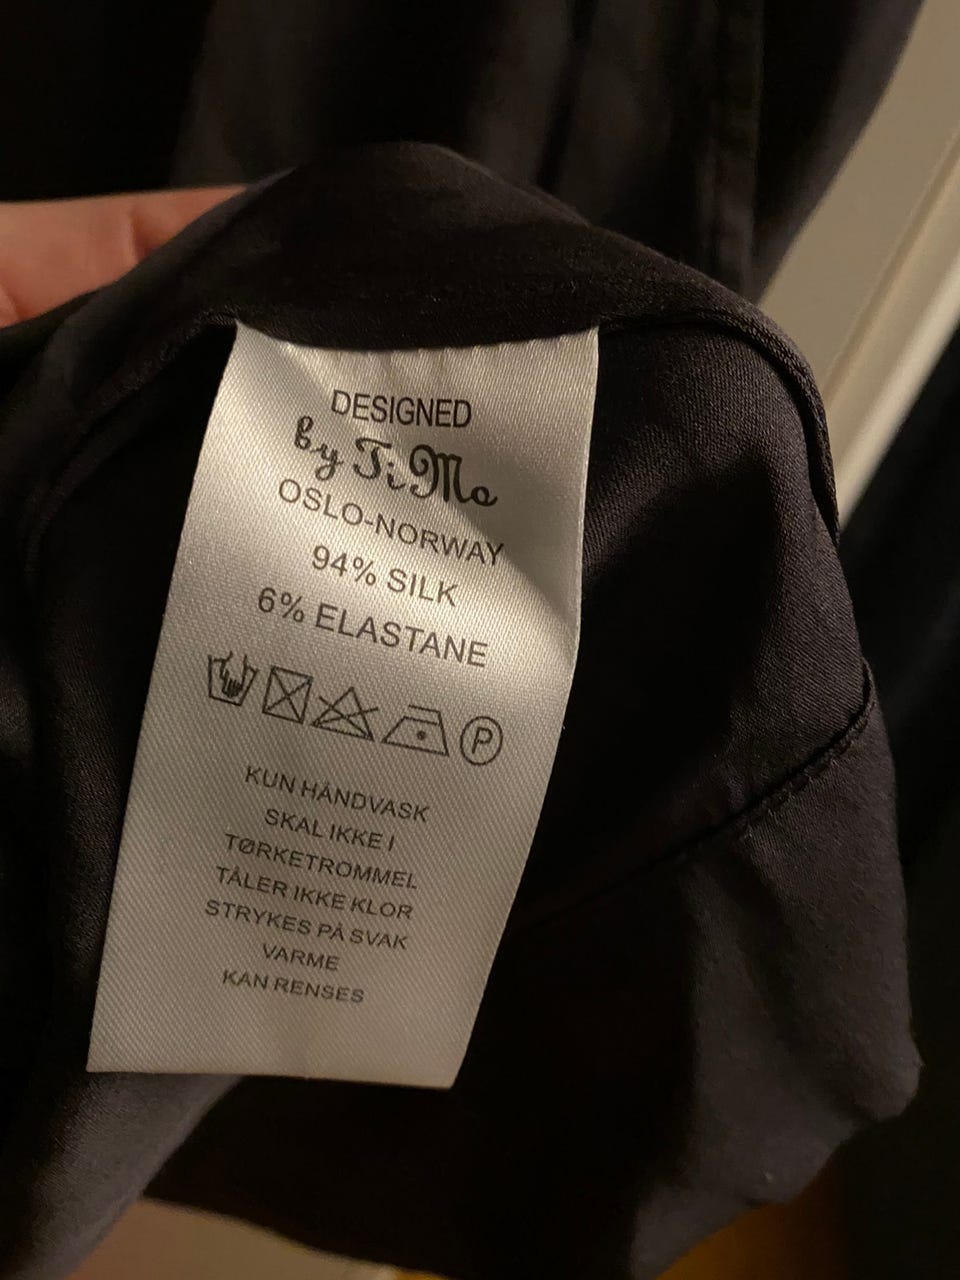 DESIGNED
by TiMo
OSLO-NORWAY
94% SILK
6% ELASTANE
P
KUN HÅNDVASK
SKAL IKKE I
TØRKETROMMEL
TÅLER IKKE KLOR
STRYKES PÅ SVAK
VARME
KAN RENSES